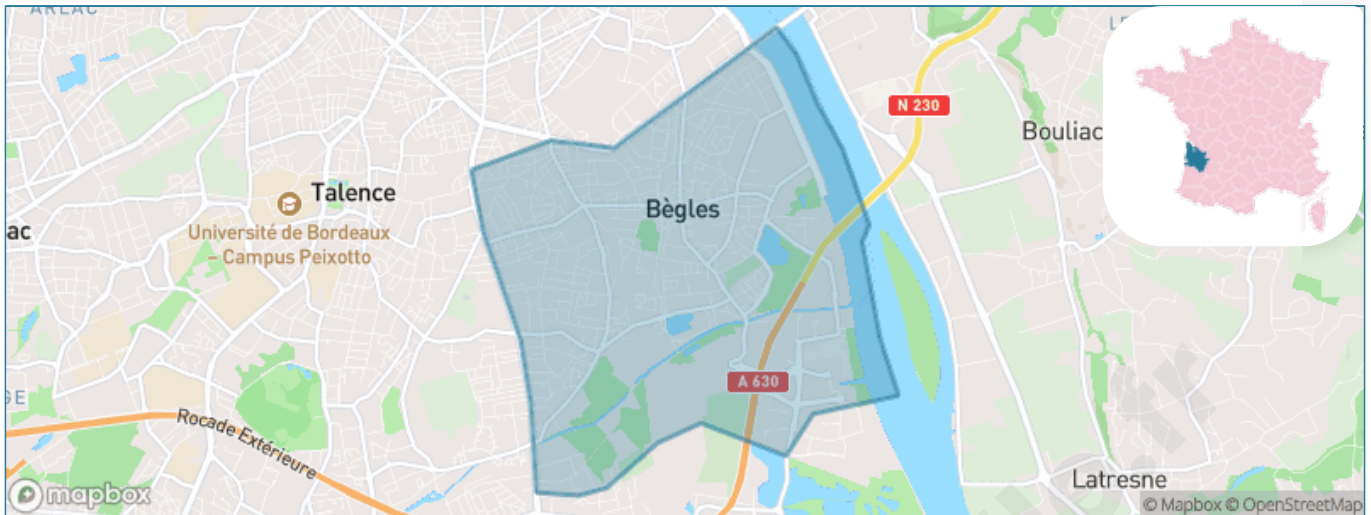 ARLAC
LE
N 230
Bouliac
Talence
Bègles
ac
Université de Bordeaux
– Campus Peixotto
A 630
GE
Rocade Extérieure
Latresne
mapbox
© Mapbox © OpenStreetMap